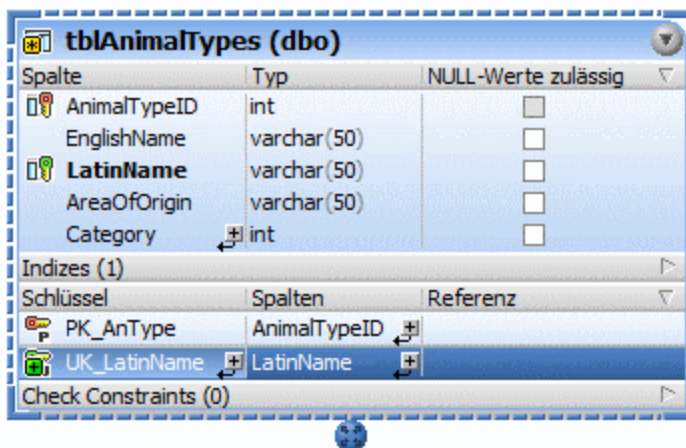 tblAnimalTypes (dbo)
Spalte Typ NULL-Werte zulässig
AnimalTypeID int
EnglishName varchar(50)
LatinName varchar(50)
AreaOfOrigin varchar(50)
Category int
Indizes (1)
Schlüssel Spalten Referenz
P PK_AnType AnimalTypeID
UK_LatinName LatinName
Check Constraints (0)